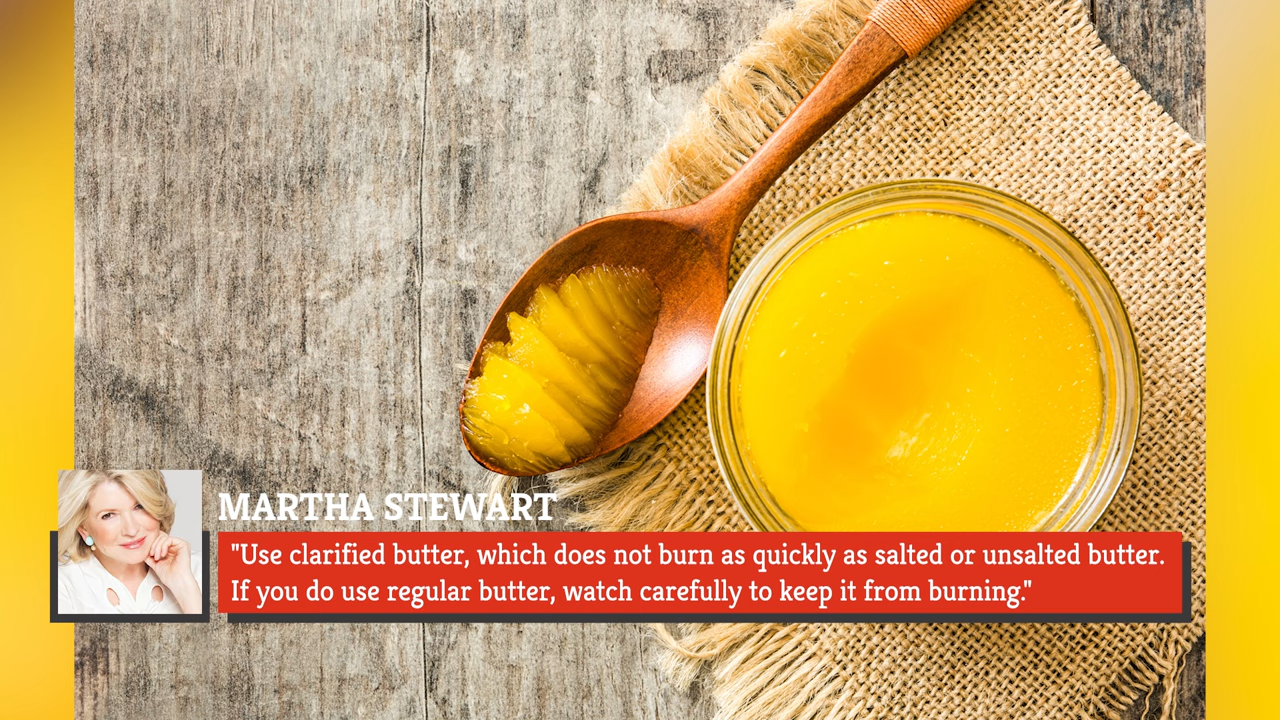 MARTHA STEWART
"Use clarified butter, which does not burn as quickly as salted or unsalted butter.
If you do use regular butter, watch carefully to keep it from burning."